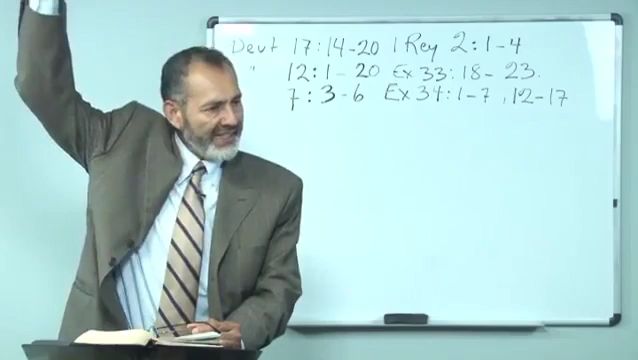 Deut 17:14-20 1 Rey 2:1-4
" 12:1-20 Ex 33:18-23.
7:3-6 Ex 34:1-7, 12-17